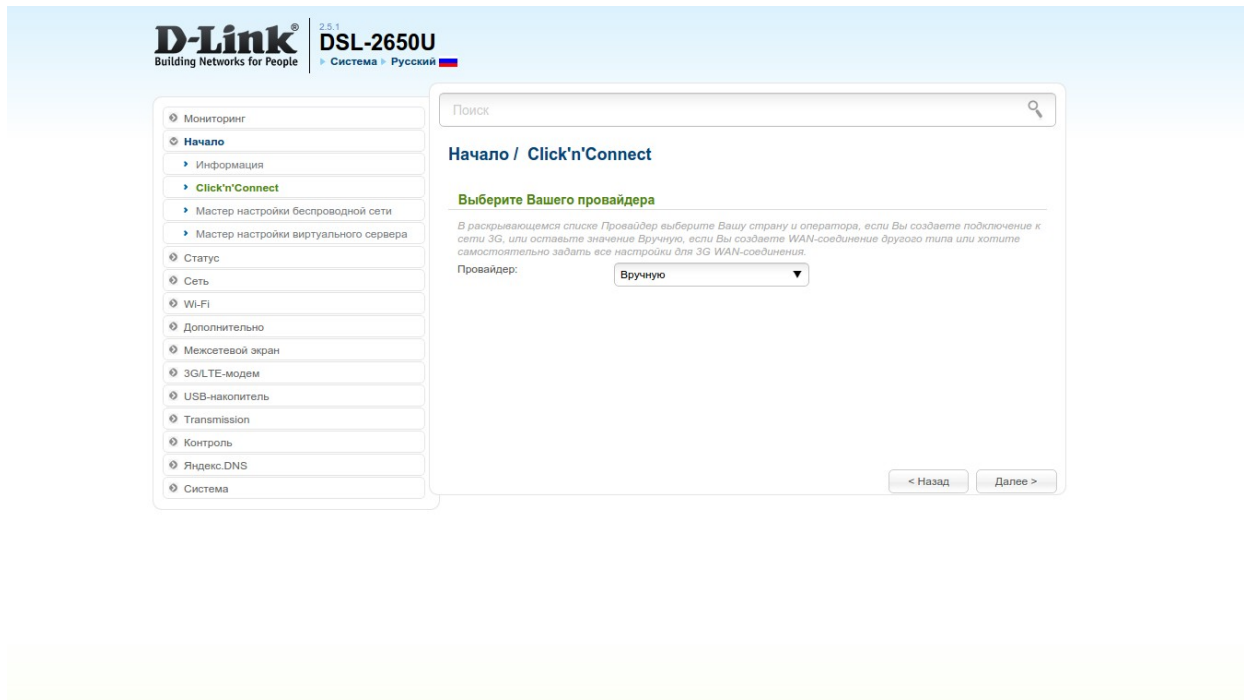 D-Link®
Building Networks for People
2.5.1
DSL-2650U
Система
Русский
Мониторинг
Начало
Информация
Click'n'Connect
Мастер настройки беспроводной сети
Мастер настройки виртуального сервера
Статус
Сеть
Wi-Fi
Дополнительно
Межсетевой экран
3G/LTE-модем
USB-накопитель
Transmission
Контроль
Яндекс.DNS
Система
Поиск
Начало / Click'n'Connect
Выберите Вашего провайдера
В раскрывающемся списке Провайдер выберите Вашу страну и оператора, если Вы создаете подключение к
сети 3G, или оставьте значение Вручную, если Вы создаете WAN-соединение другого типа или хотите
самостоятельно задать все настройки для 3G WAN-соединения.
Провайдер:
Вручную
< Назад
Далее >